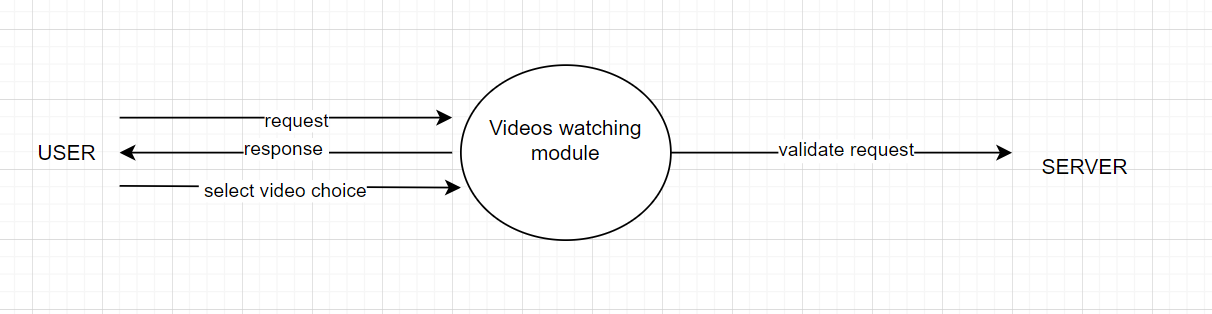 request
USER
response
select video choice
Videos watching
module
validate request
SERVER